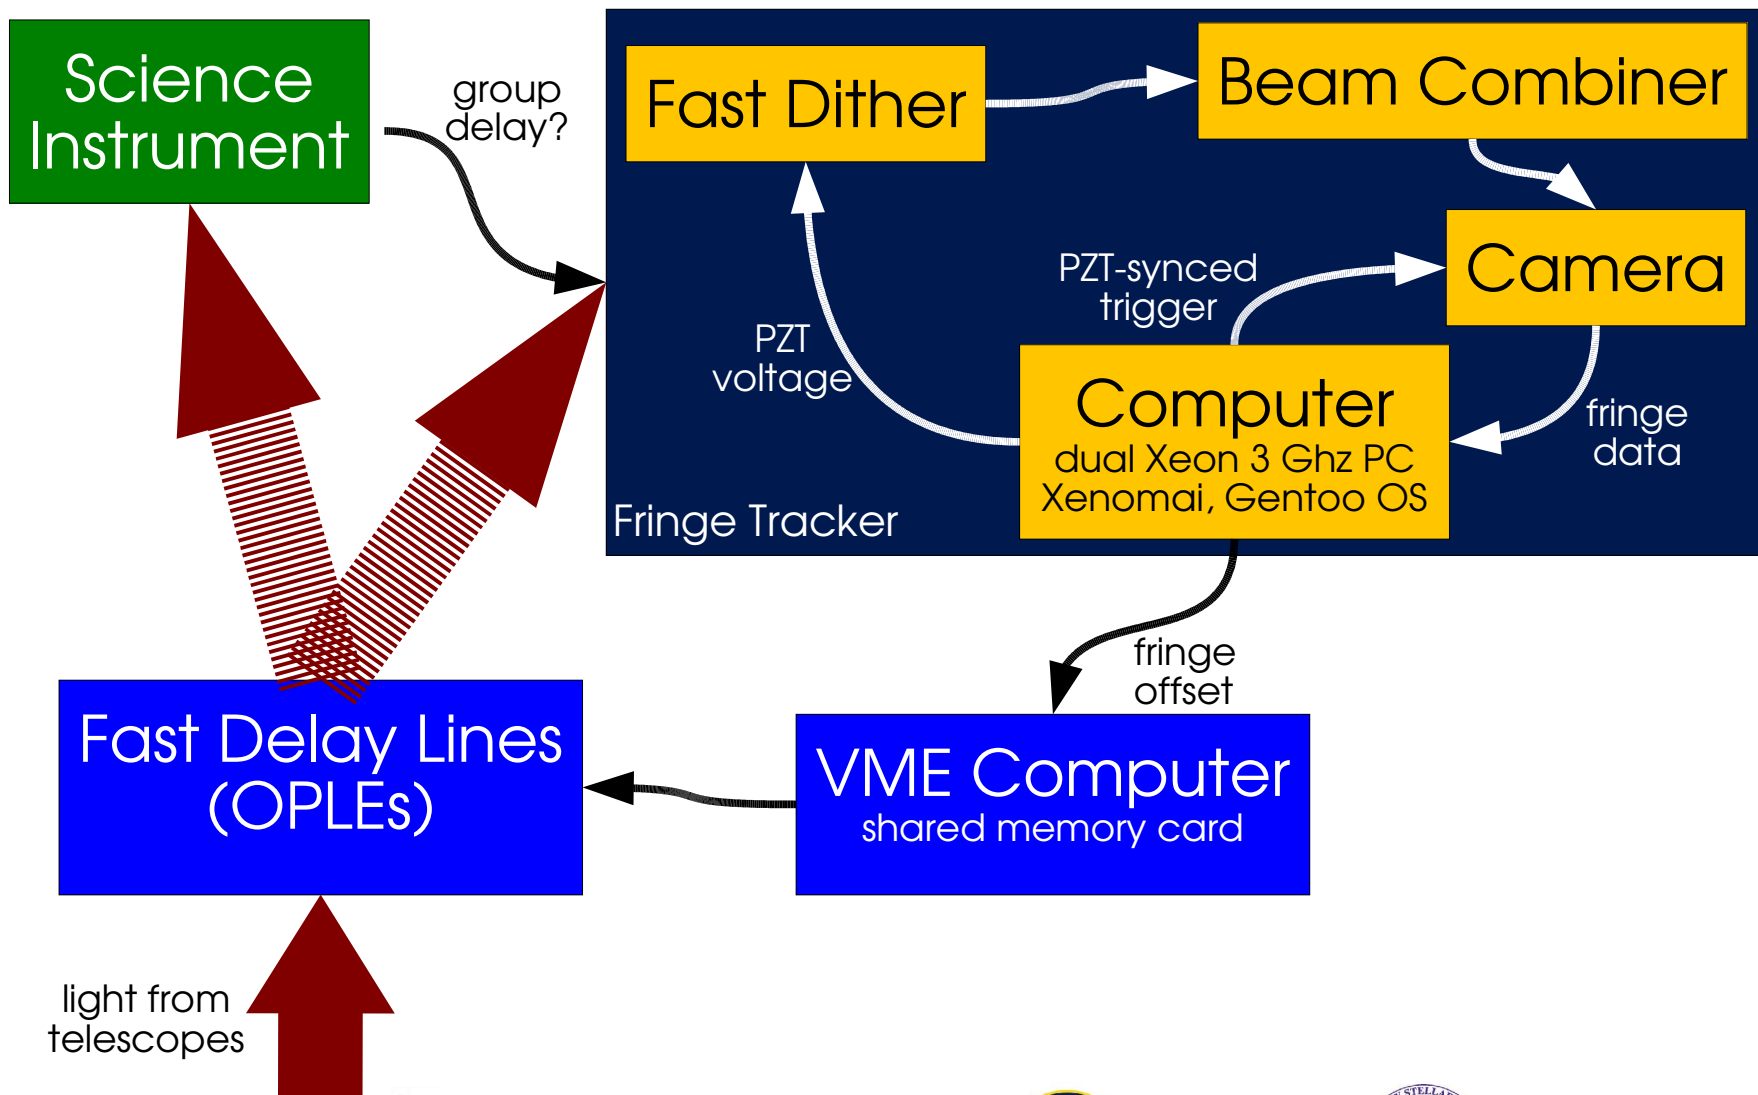 Science
Instrument
group
delay?
Fast Dither
Beam Combiner
Camera
PZT-synced
trigger
PZT
voltage
Computer
dual Xeon 3 Ghz PC
Xenomai, Gentoo OS
fringe
data
Fringe Tracker
fringe
offset
Fast Delay Lines
(OPLEs)
VME Computer
shared memory card
light from
telescopes